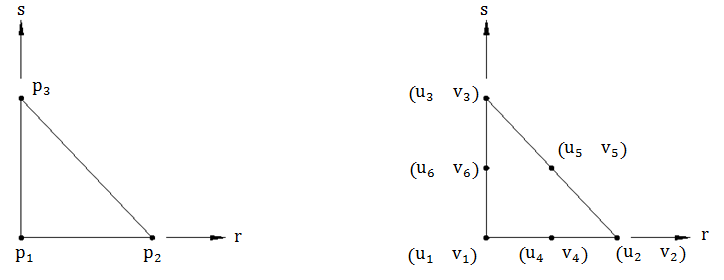 s
p₃
r
p₁
p₂
s
(u₃ v₃)
(u₅ v₅)
(u₆ v₆)
r
(u₁ v₁)
(u₄ v₄)
(u₂ v₂)